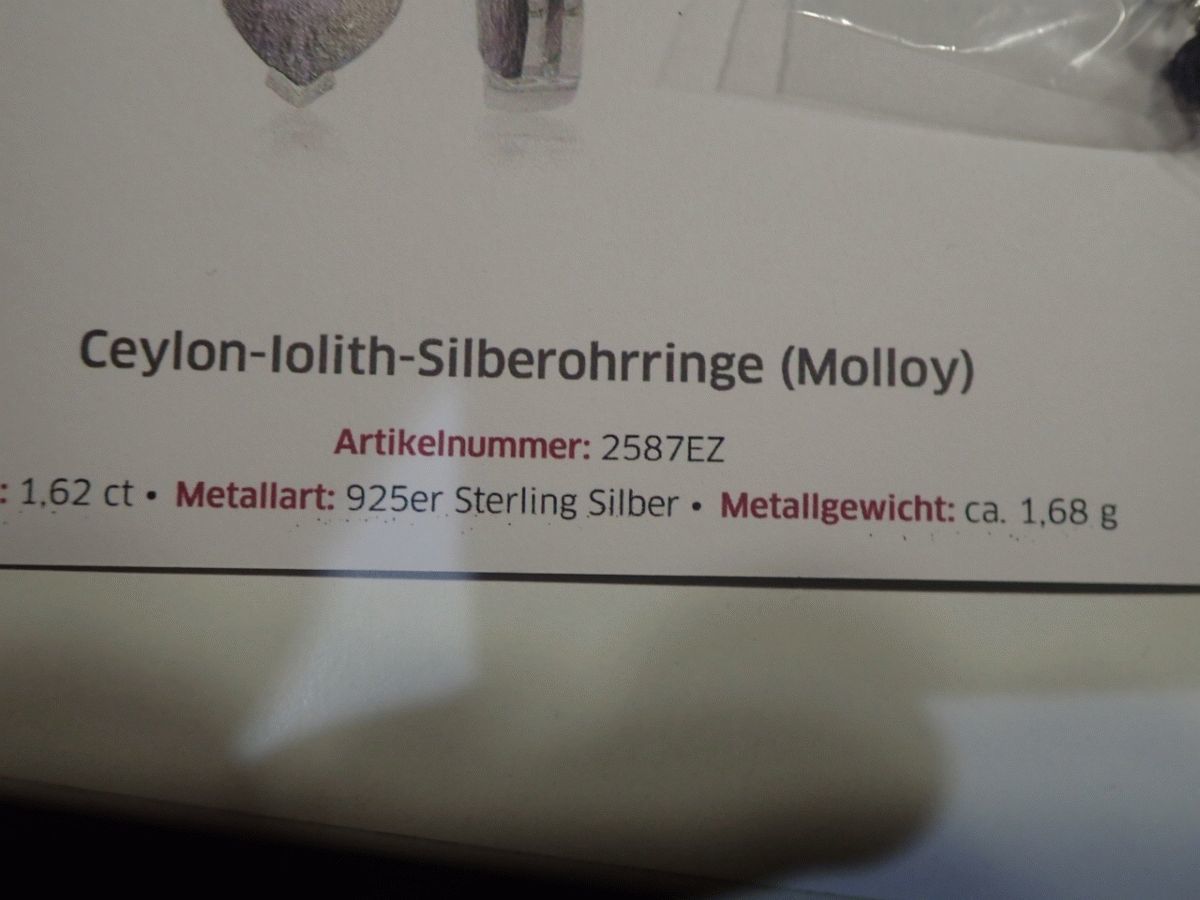 Ceylon-Iolith-Silberohrringe (Molloy)
Artikelnummer: 2587EZ
: 1,62 ct • Metallart: 925er Sterling Silber • Metallgewicht: ca. 1,68 g